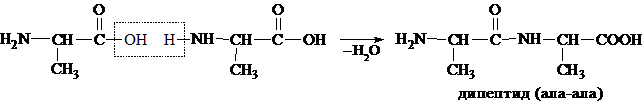 O O O
H₂N—CH—C—OH H—NH—CH—C—OH —H₂O H₂N—CH—C—NH—CH—COOH
CH₃ CH₃ CH₃ CH₃
дипептид (ала-ала)